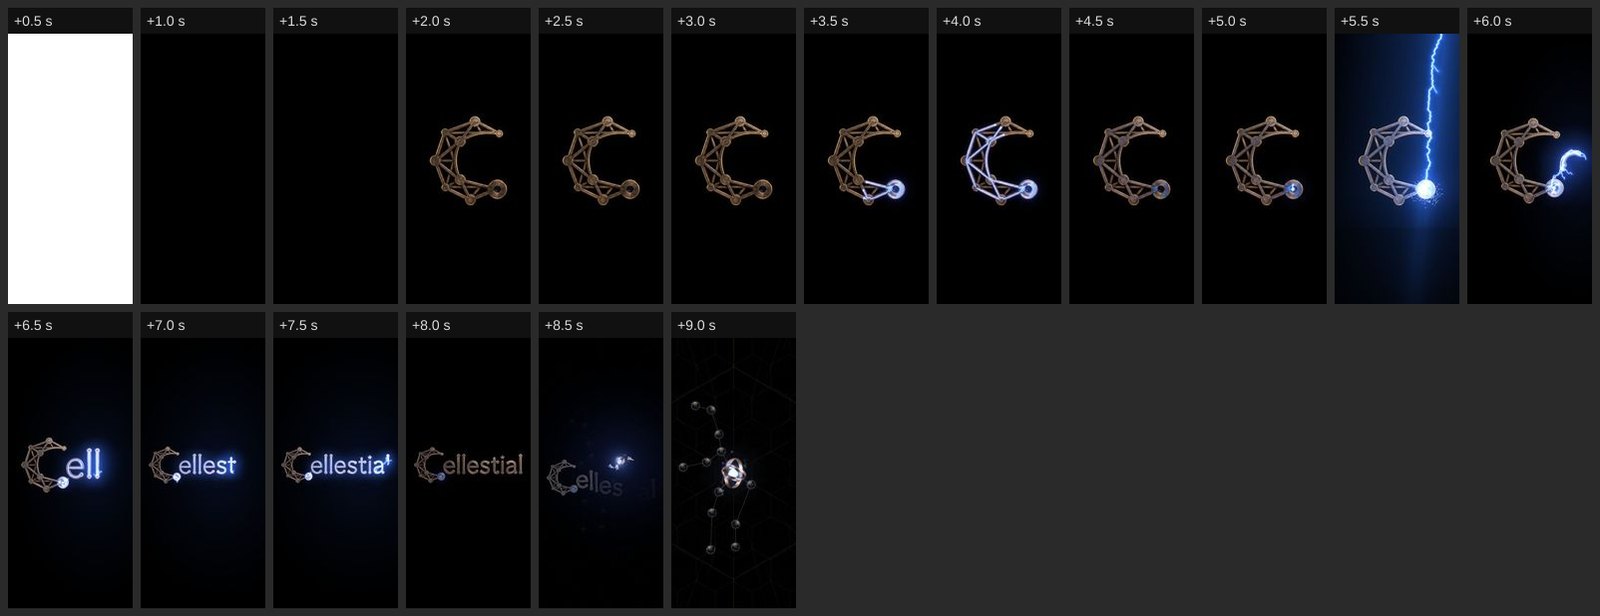 +0.5 s
+1.0 s
+1.5 s
+2.0 s
+2.5 s
+3.0 s
+3.5 s
+4.0 s
+4.5 s
+5.0 s
+5.5 s
+6.0 s
+6.5 s
+7.0 s
+7.5 s
+8.0 s
+8.5 s
+9.0 s
Cell
Cellest
Cellestia
Cellestial
Celles